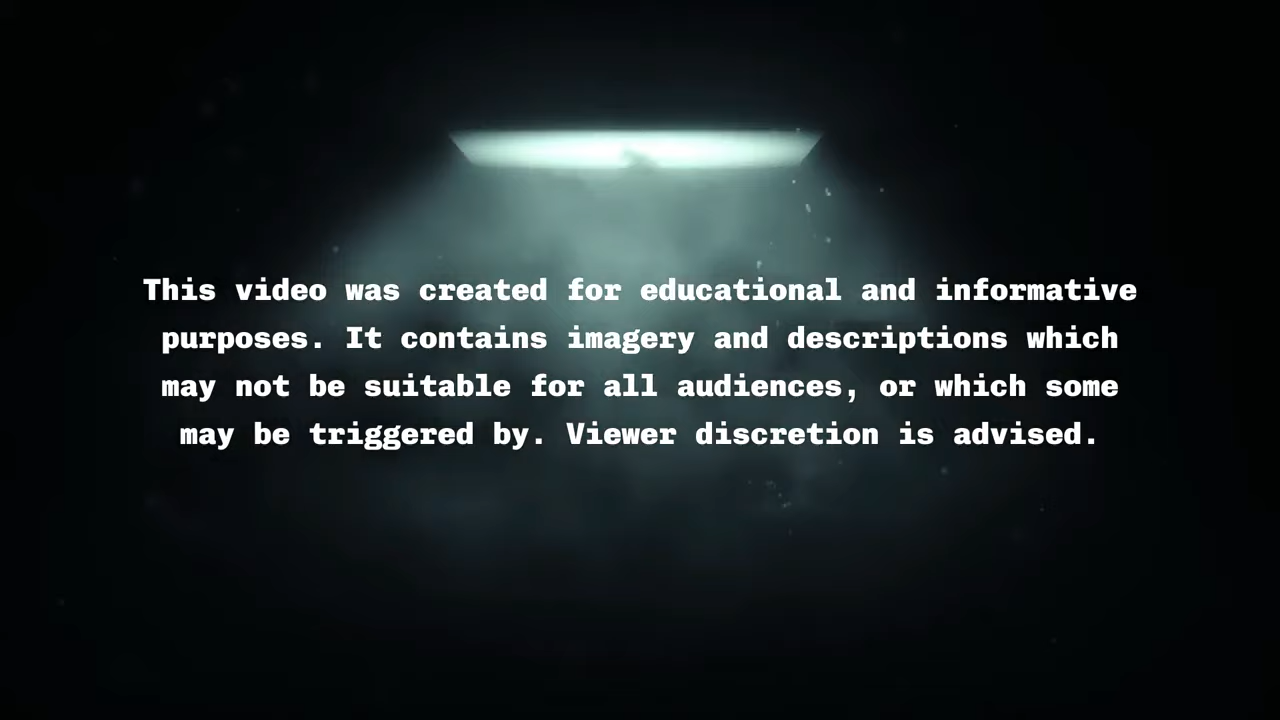 This video was created for educational and informative
purposes. It contains imagery and descriptions which
may not be suitable for all audiences, or which some
may be triggered by. Viewer discretion is advised.